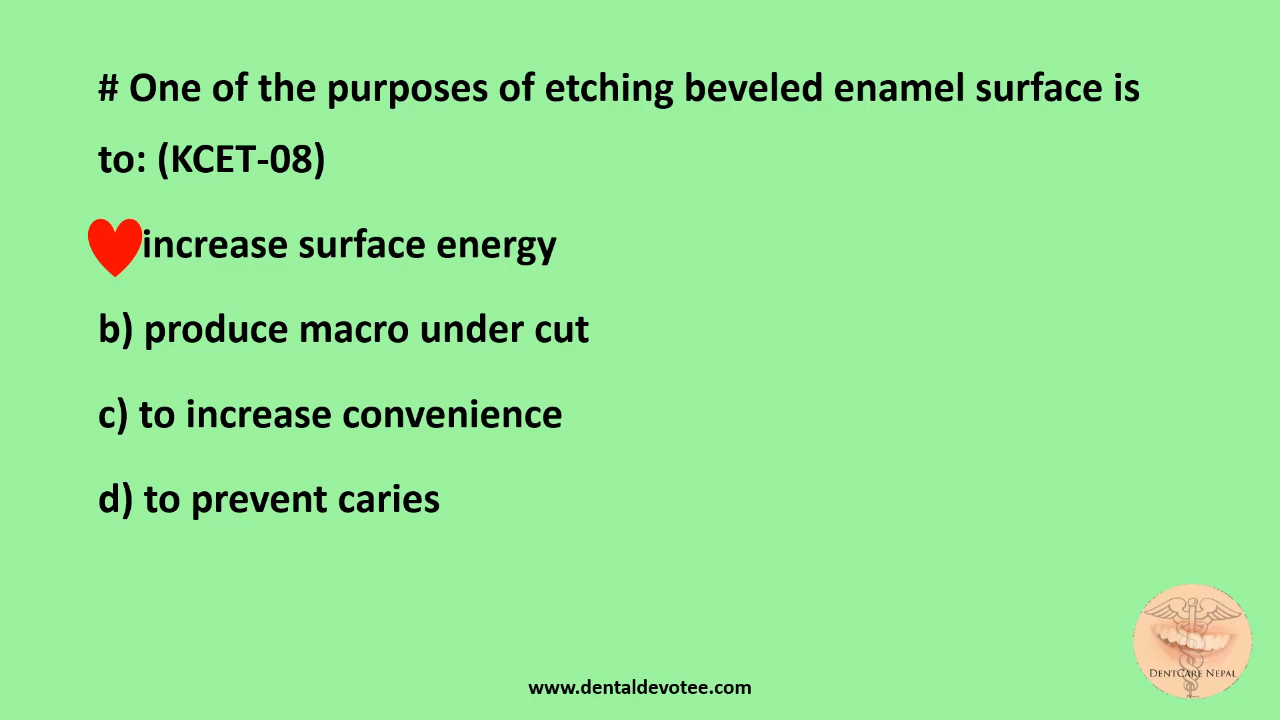 # One of the purposes of etching beveled enamel surface is
to: (KCET-08)
increase surface energy
b) produce macro under cut
c) to increase convenience
d) to prevent caries
DENTCARE NEPAL
www.dentaldevotee.com